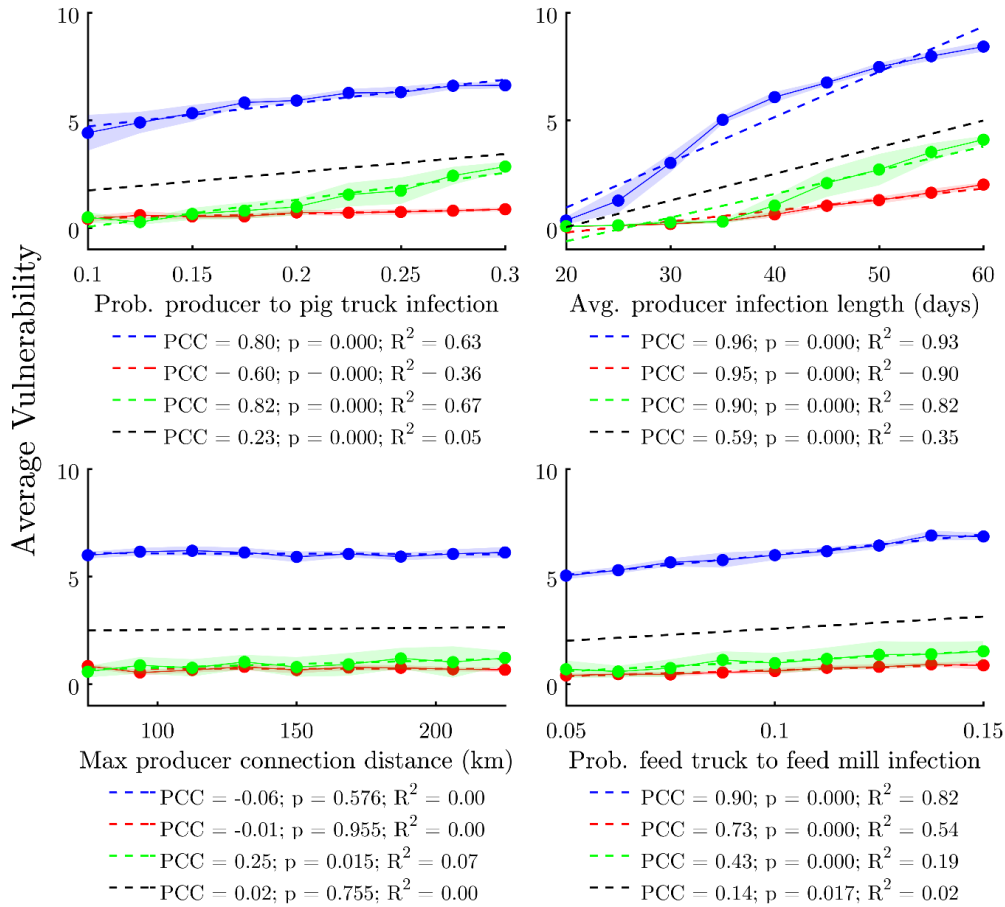 Average Vulnerability
10
5
0
0.1 0.15 0.2 0.25 0.3
Prob. producer to pig truck infection
PCC = 0.80; p = 0.000; R² = 0.63
PCC − 0.60; p − 0.000; R² − 0.36
PCC = 0.82; p = 0.000; R² = 0.67
PCC = 0.23; p = 0.000; R² = 0.05
10
5
0
20 30 40 50 60
Avg. producer infection length (days)
PCC = 0.96; p = 0.000; R² = 0.93
PCC − 0.95; p − 0.000; R² − 0.90
PCC = 0.90; p = 0.000; R² = 0.82
PCC = 0.59; p = 0.000; R² = 0.35
10
5
0
100 150 200
Max producer connection distance (km)
PCC = -0.06; p = 0.576; R² = 0.00
PCC = -0.01; p = 0.955; R² = 0.00
PCC = 0.25; p = 0.015; R² = 0.07
PCC = 0.02; p = 0.755; R² = 0.00
10
5
0
0.05 0.1 0.15
Prob. feed truck to feed mill infection
PCC = 0.90; p = 0.000; R² = 0.82
PCC = 0.73; p = 0.000; R² = 0.54
PCC = 0.43; p = 0.000; R² = 0.19
PCC = 0.14; p = 0.017; R² = 0.02